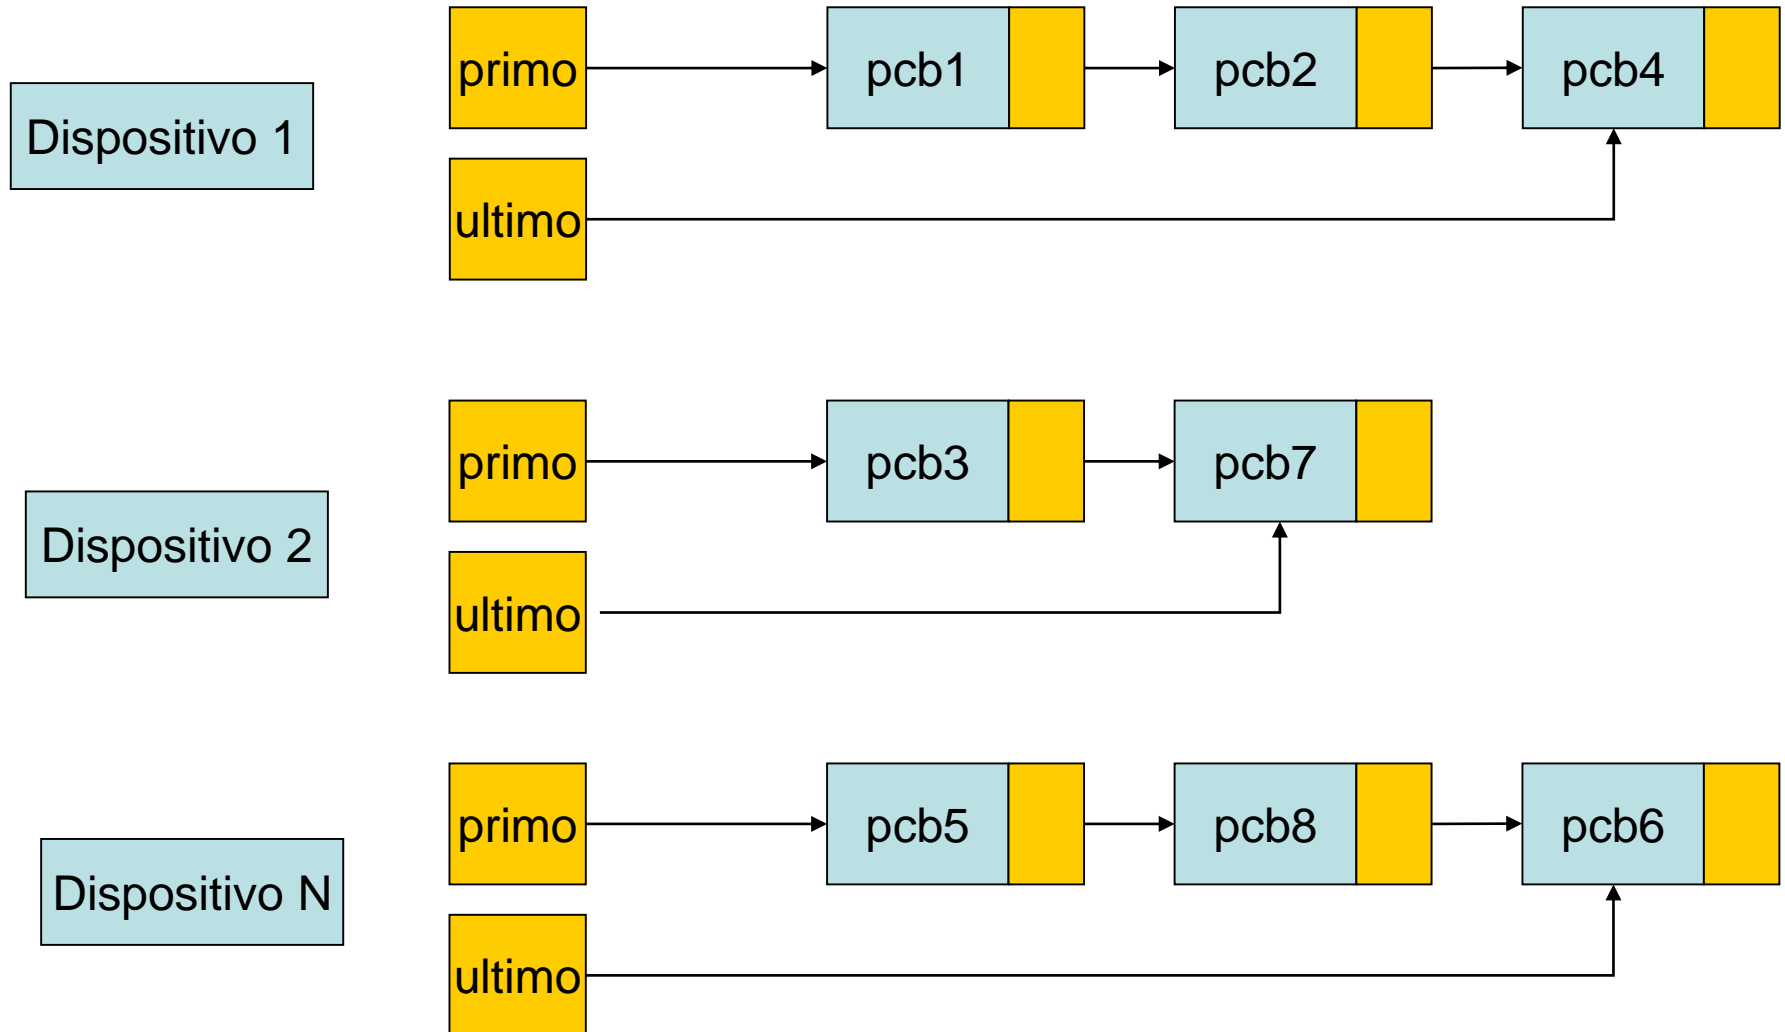 primo
pcb1
pcb2
pcb4
Dispositivo 1
ultimo
primo
pcb3
pcb7
Dispositivo 2
ultimo
primo
pcb5
pcb8
pcb6
Dispositivo N
ultimo